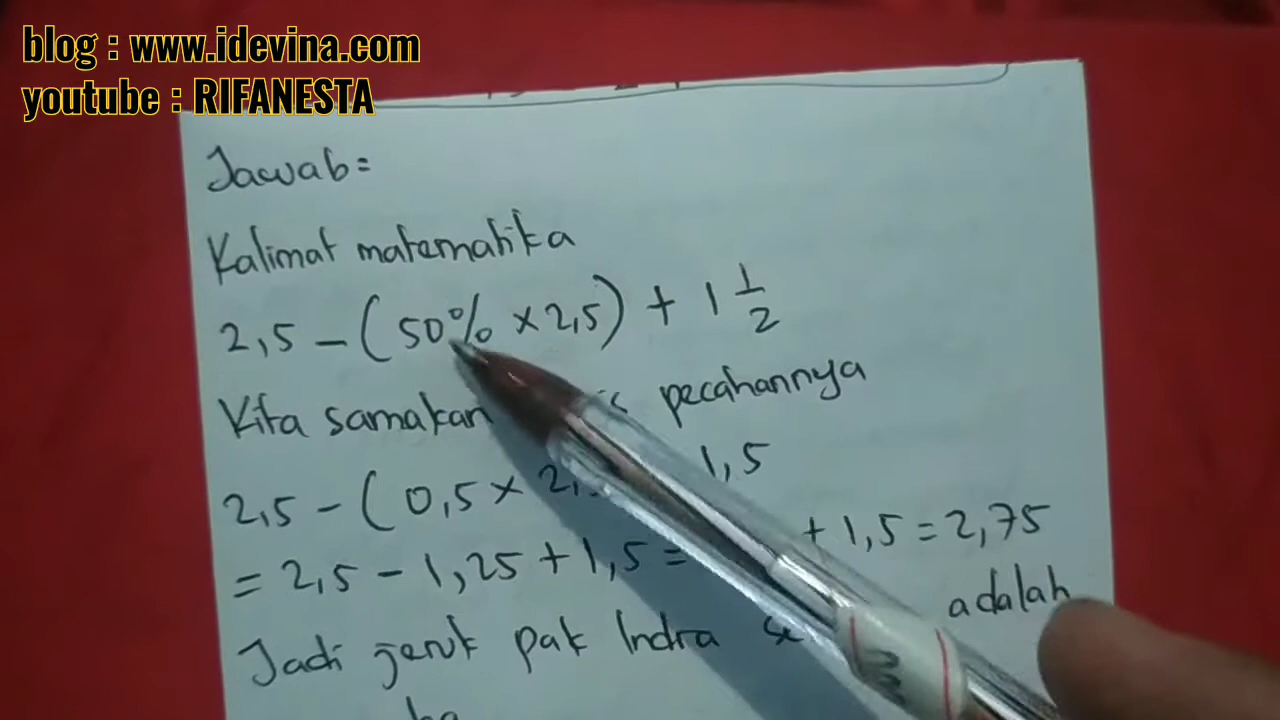 blog : www.idevina.com
youtube : RIFANESTA
Jawab =
Kalimat matematika
2,5 - ( 50% × 2,5 ) + 1 1/2
Kita samakan pecahannya
2,5 - ( 0,5 × 2, 1,5
= 2,5 - 1,25 + 1,5 = + 1,5 = 2,75
Jadi jeruk pak Indra adalah